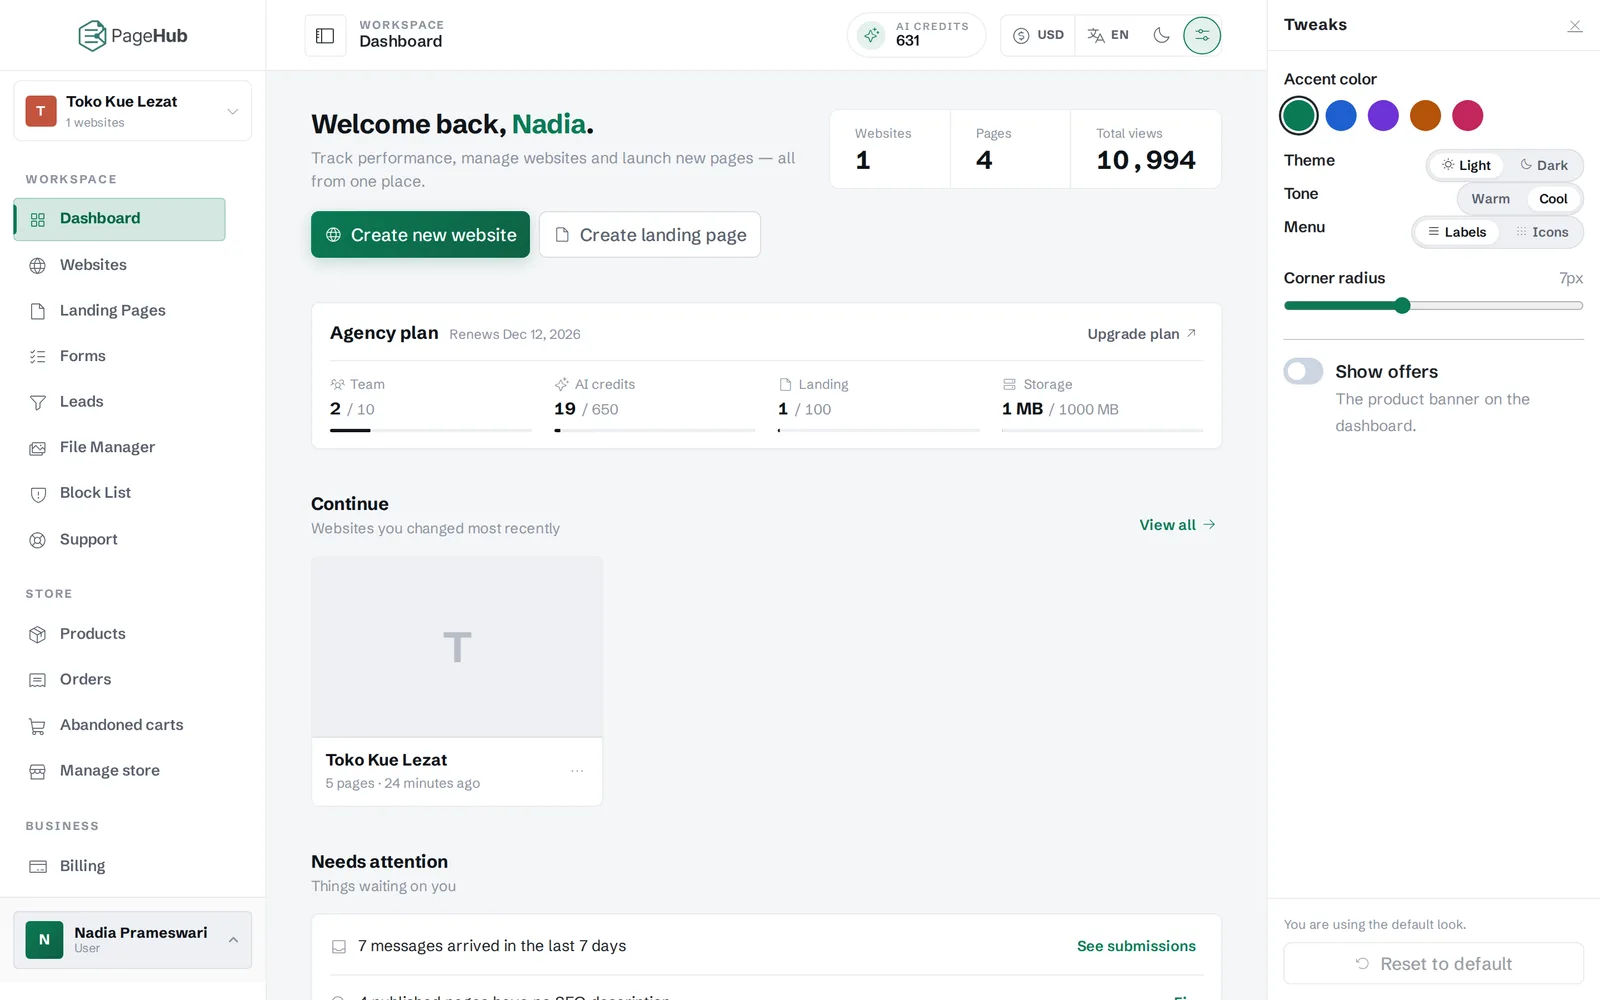 PageHub
T
Toko Kue Lezat
1 websites
WORKSPACE
Dashboard
Websites
Landing Pages
Forms
Leads
File Manager
Block List
Support
STORE
Products
Orders
Abandoned carts
Manage store
BUSINESS
Billing
N
Nadia Prameswari
User
WORKSPACE
Dashboard
AI CREDITS
631
USD
EN
Welcome back, Nadia.
Track performance, manage websites and launch new pages — all
from one place.
Websites
1
Pages
4
Total views
10,994
Create new website
Create landing page
Agency plan Renews Dec 12, 2026
Upgrade plan
Team
2 / 10
AI credits
19 / 650
Landing
1 / 100
Storage
1 MB / 1000 MB
Continue
Websites you changed most recently
View all
T
Toko Kue Lezat
5 pages · 24 minutes ago
Needs attention
Things waiting on you
7 messages arrived in the last 7 days
See submissions
4 published pages have no SEO description
Tweaks
Accent color
Theme
Light
Dark
Tone
Warm
Cool
Menu
Labels
Icons
Corner radius
7px
Show offers
The product banner on the
dashboard.
You are using the default look.
Reset to default